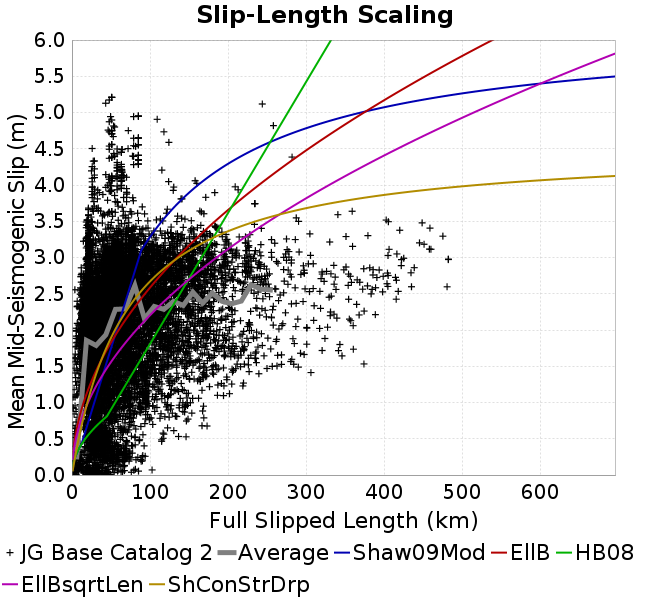 Slip-Length Scaling
6.0
5.5
5.0
4.5
4.0
3.5
3.0
2.5
2.0
1.5
1.0
0.5
0.0
Mean Mid-Seismogenic Slip (m)
0 100 200 300 400 500 600
Full Slipped Length (km)
JG Base Catalog 2 Average Shaw09Mod EllB HB08
EllBsqrtLen ShConStrDrp